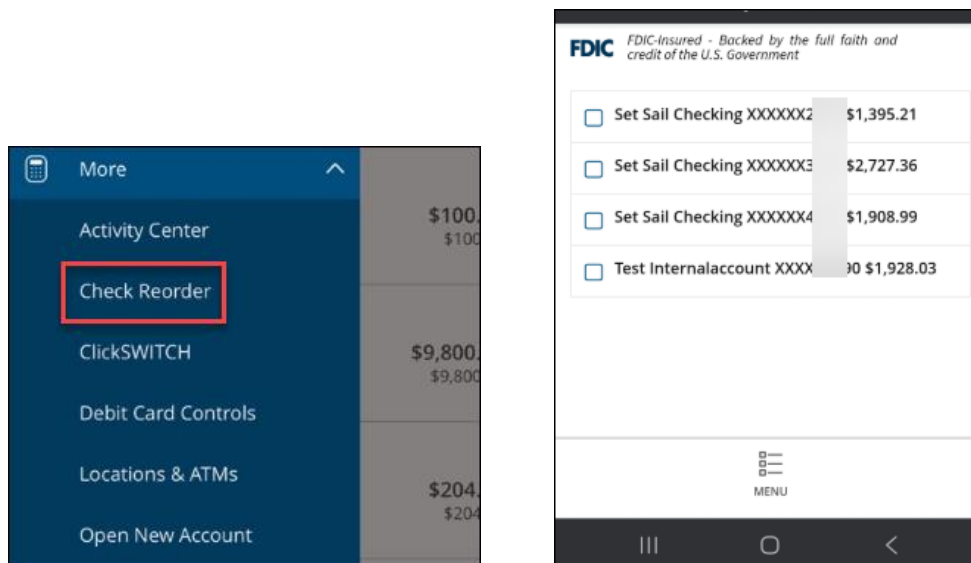 More
Activity Center
$100.
$100
Check Reorder
ClickSWITCH
$9,800.
$9,800
Debit Card Controls
Locations & ATMs
$204.
$204
Open New Account
FDIC FDIC-Insured - Backed by the full faith and
credit of the U.S. Government
Set Sail Checking XXXXXX2 $1,395.21
Set Sail Checking XXXXXX3 $2,727.36
Set Sail Checking XXXXXX4 $1,908.99
Test Internalaccount XXXX 90 $1,928.03
MENU